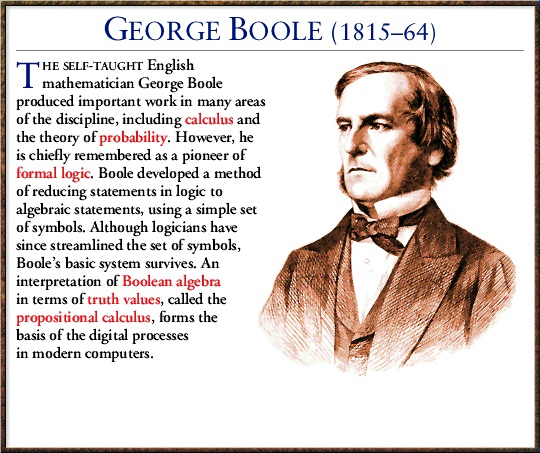 GEORGE BOOLE (1815–64)
THE SELF-TAUGHT English
mathematician George Boole
produced important work in many areas
of the discipline, including calculus and
the theory of probability. However, he
is chiefly remembered as a pioneer of
formal logic. Boole developed a method
of reducing statements in logic to
algebraic statements, using a simple set
of symbols. Although logicians have
since streamlined the set of symbols,
Boole's basic system survives. An
interpretation of Boolean algebra
in terms of truth values, called the
propositional calculus, forms the
basis of the digital processes
in modern computers.